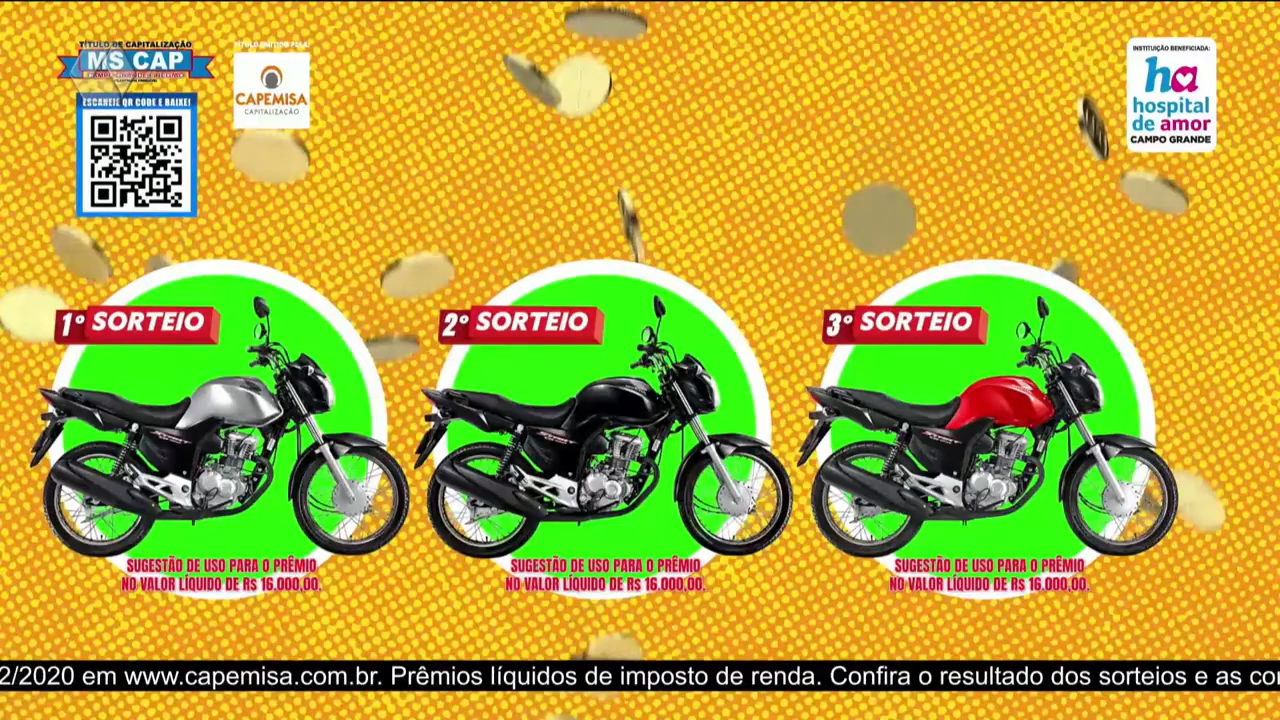 TÍTULO DE CAPITALIZAÇÃO
MS CAP
ESCANEIE QR CODE E BAIXE!
CAPEMISA
CAPITALIZAÇÃO
INSTITUIÇÃO BENEFICIADA:
ha
hospital
de amor
CAMPO GRANDE
1º SORTEIO
SUGESTÃO DE USO PARA O PRÊMIO
NO VALOR LÍQUIDO DE R$ 16.000,00.
2º SORTEIO
SUGESTÃO DE USO PARA O PRÊMIO
NO VALOR LÍQUIDO DE R$ 16.000,00.
3º SORTEIO
SUGESTÃO DE USO PARA O PRÊMIO
NO VALOR LÍQUIDO DE R$ 16.000,00.
2/2020 em www.capemisa.com.br. Prêmios líquidos de imposto de renda. Confira o resultado dos sorteios e as co